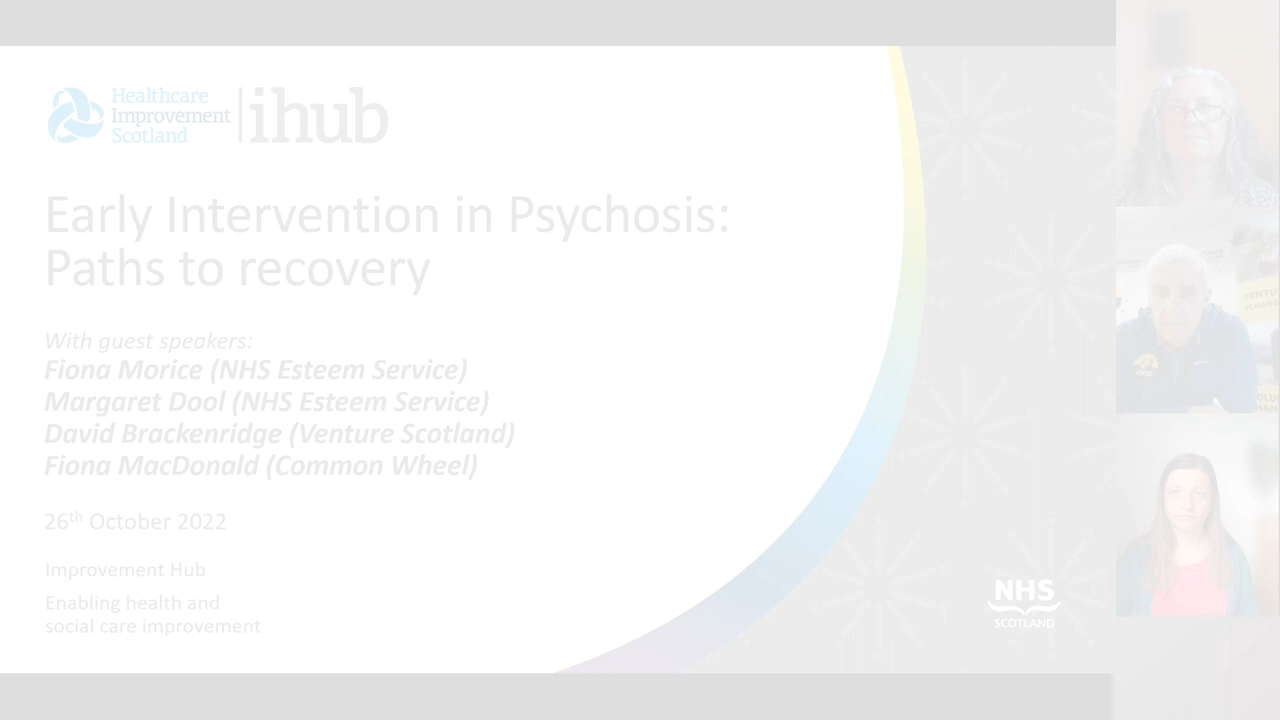 Healthcare
Improvement
Scotland
ihub
Early Intervention in Psychosis:
Paths to recovery
With guest speakers:
Fiona Morice (NHS Esteem Service)
Margaret Dool (NHS Esteem Service)
David Brackenridge (Venture Scotland)
Fiona MacDonald (Common Wheel)
26th October 2022
Improvement Hub
Enabling health and
social care improvement
NHS
SCOTLAND